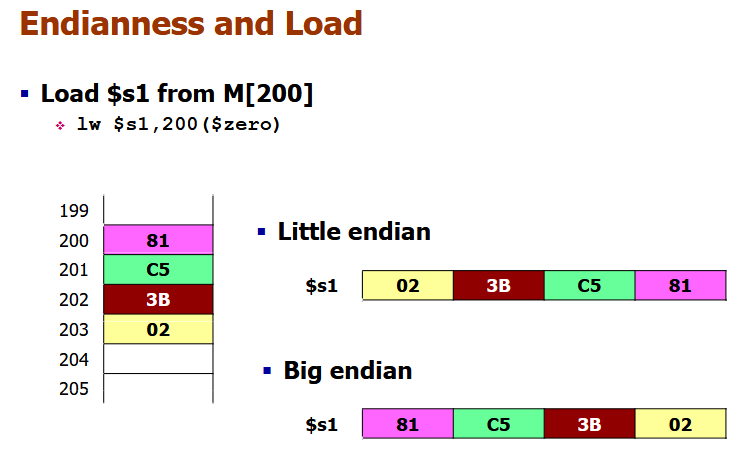 Endianness and Load
Load $s1 from M[200]
lw $s1,200($zero)
199
200 81
201 C5
202 3B
203 02
204
205
Little endian
$s1 02 3B C5 81
Big endian
$s1 81 C5 3B 02